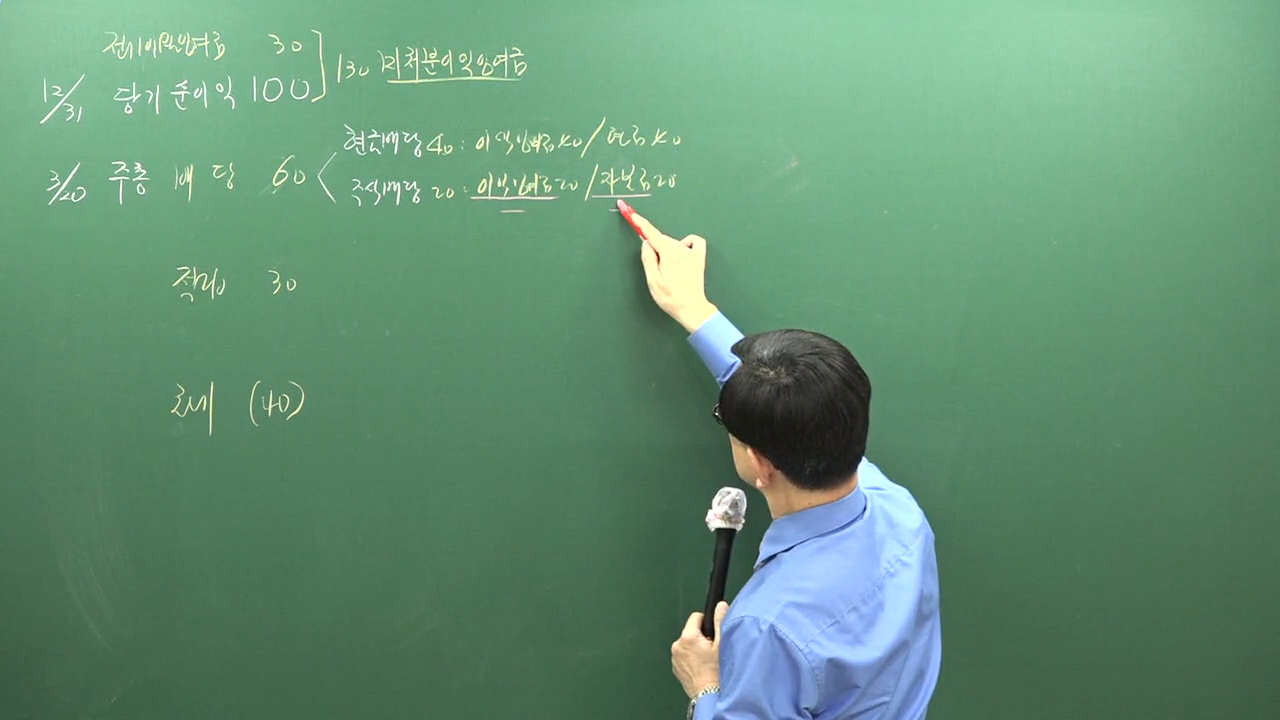 전기이월이익잉여금 30
12/31 당기순이익 100 ] 130 미처분이익잉여금
현금배당 40 : 이익잉여금 40 / 현금 40
3/20 주총 배당 60 <
주식배당 20 : 이익잉여금 20 / 자본금 20
적립 30
(40)